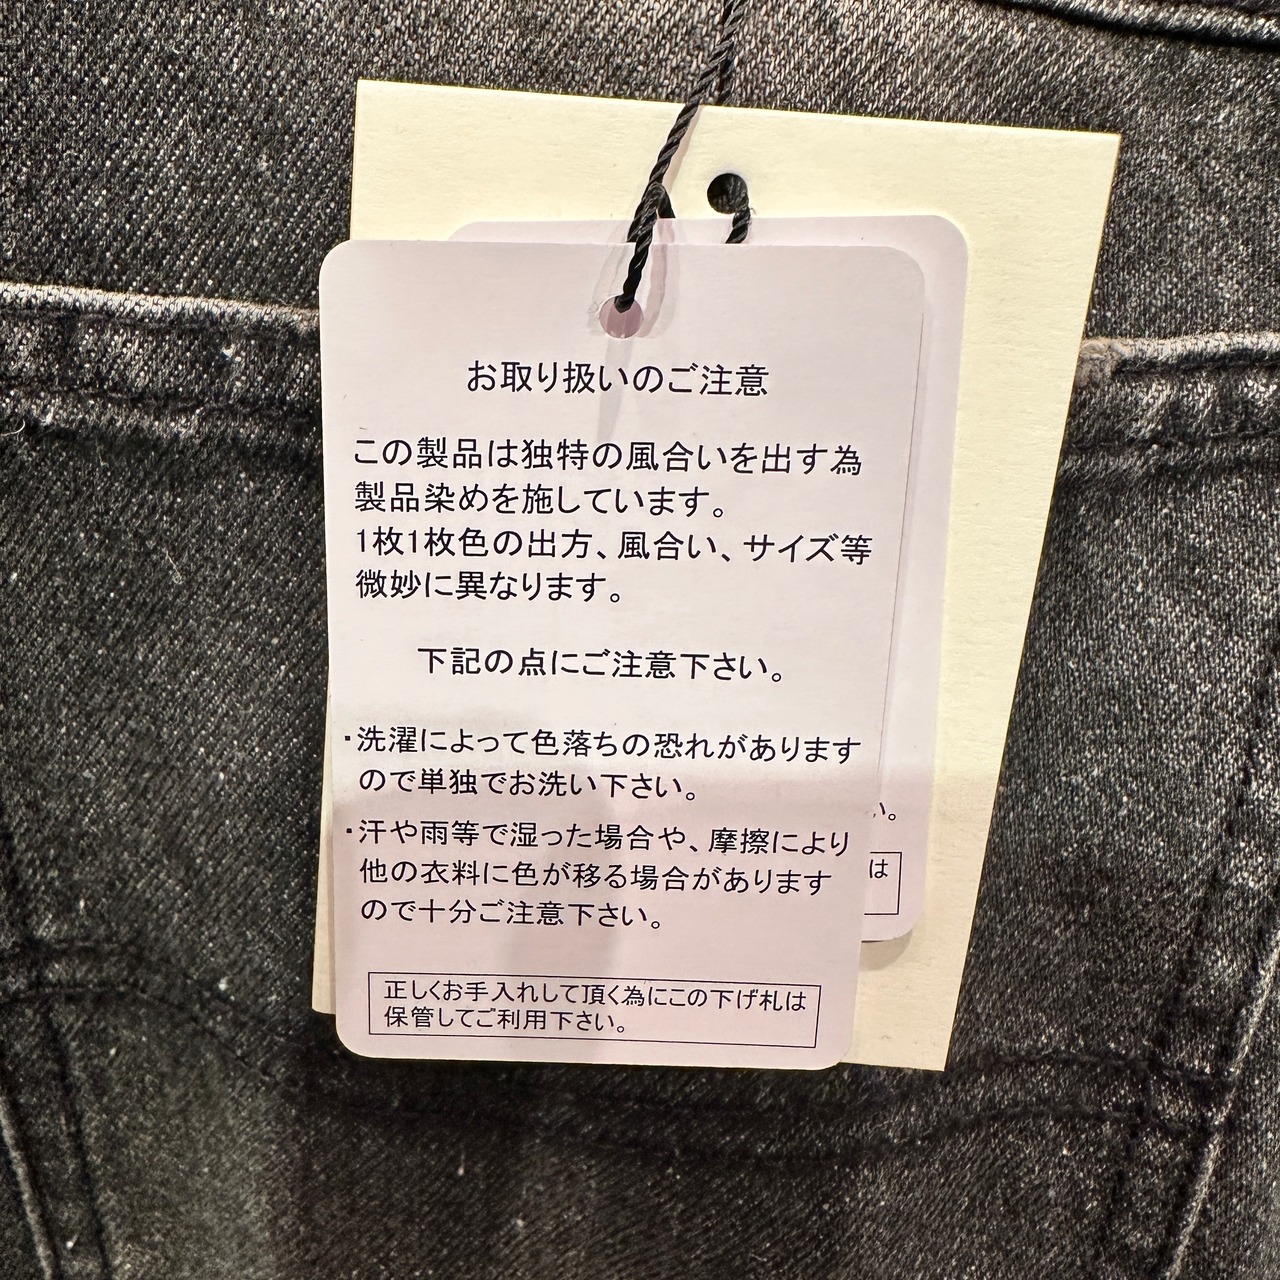 お取り扱いのご注意
この製品は独特の風合いを出す為
製品染めを施しています。
1枚1枚色の出方、風合い、サイズ等
微妙に異なります。
下記の点にご注意下さい。
・洗濯によって色落ちの恐れがあります
ので単独でお洗い下さい。
・汗や雨等で湿った場合や、摩擦により
他の衣料に色が移る場合があります
ので十分ご注意下さい。
正しくお手入れして頂く為にこの下げ札は
保管してご利用下さい。
い。
は